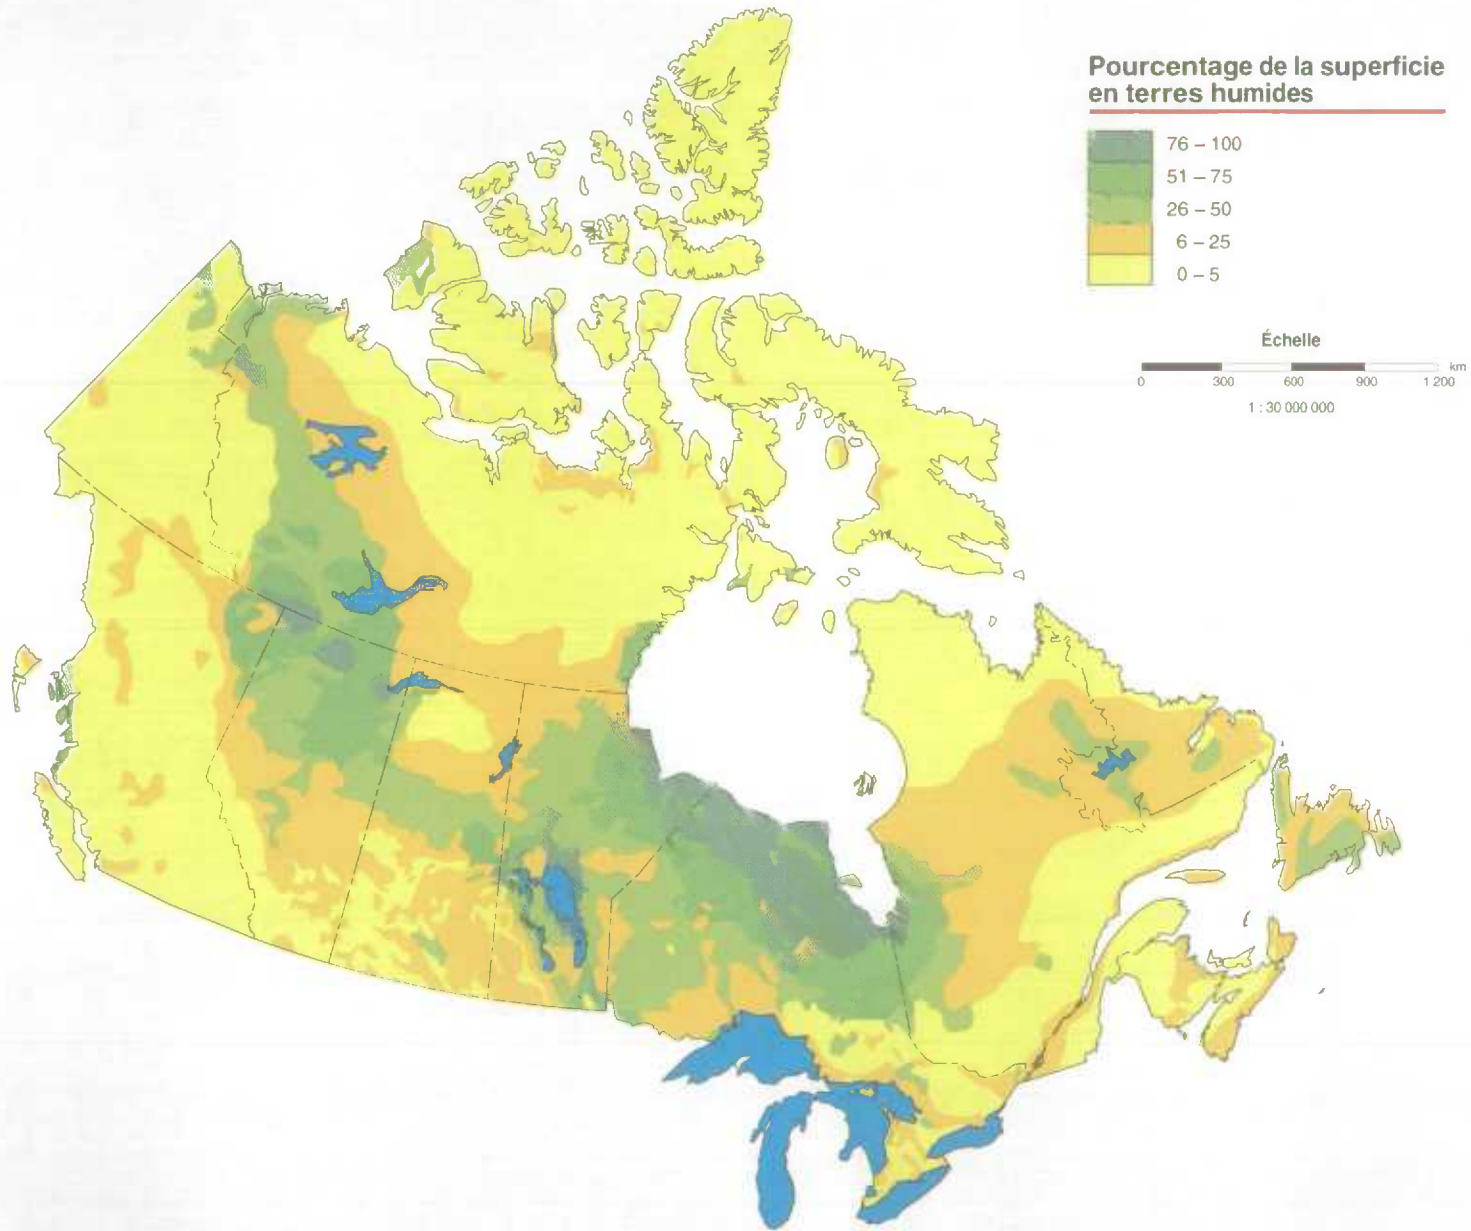 Pourcentage de la superficie
en terres humides
76 – 100
51 – 75
26 – 50
6 – 25
0 – 5
Échelle
0 300 600 900 1 200 km
1 : 30 000 000